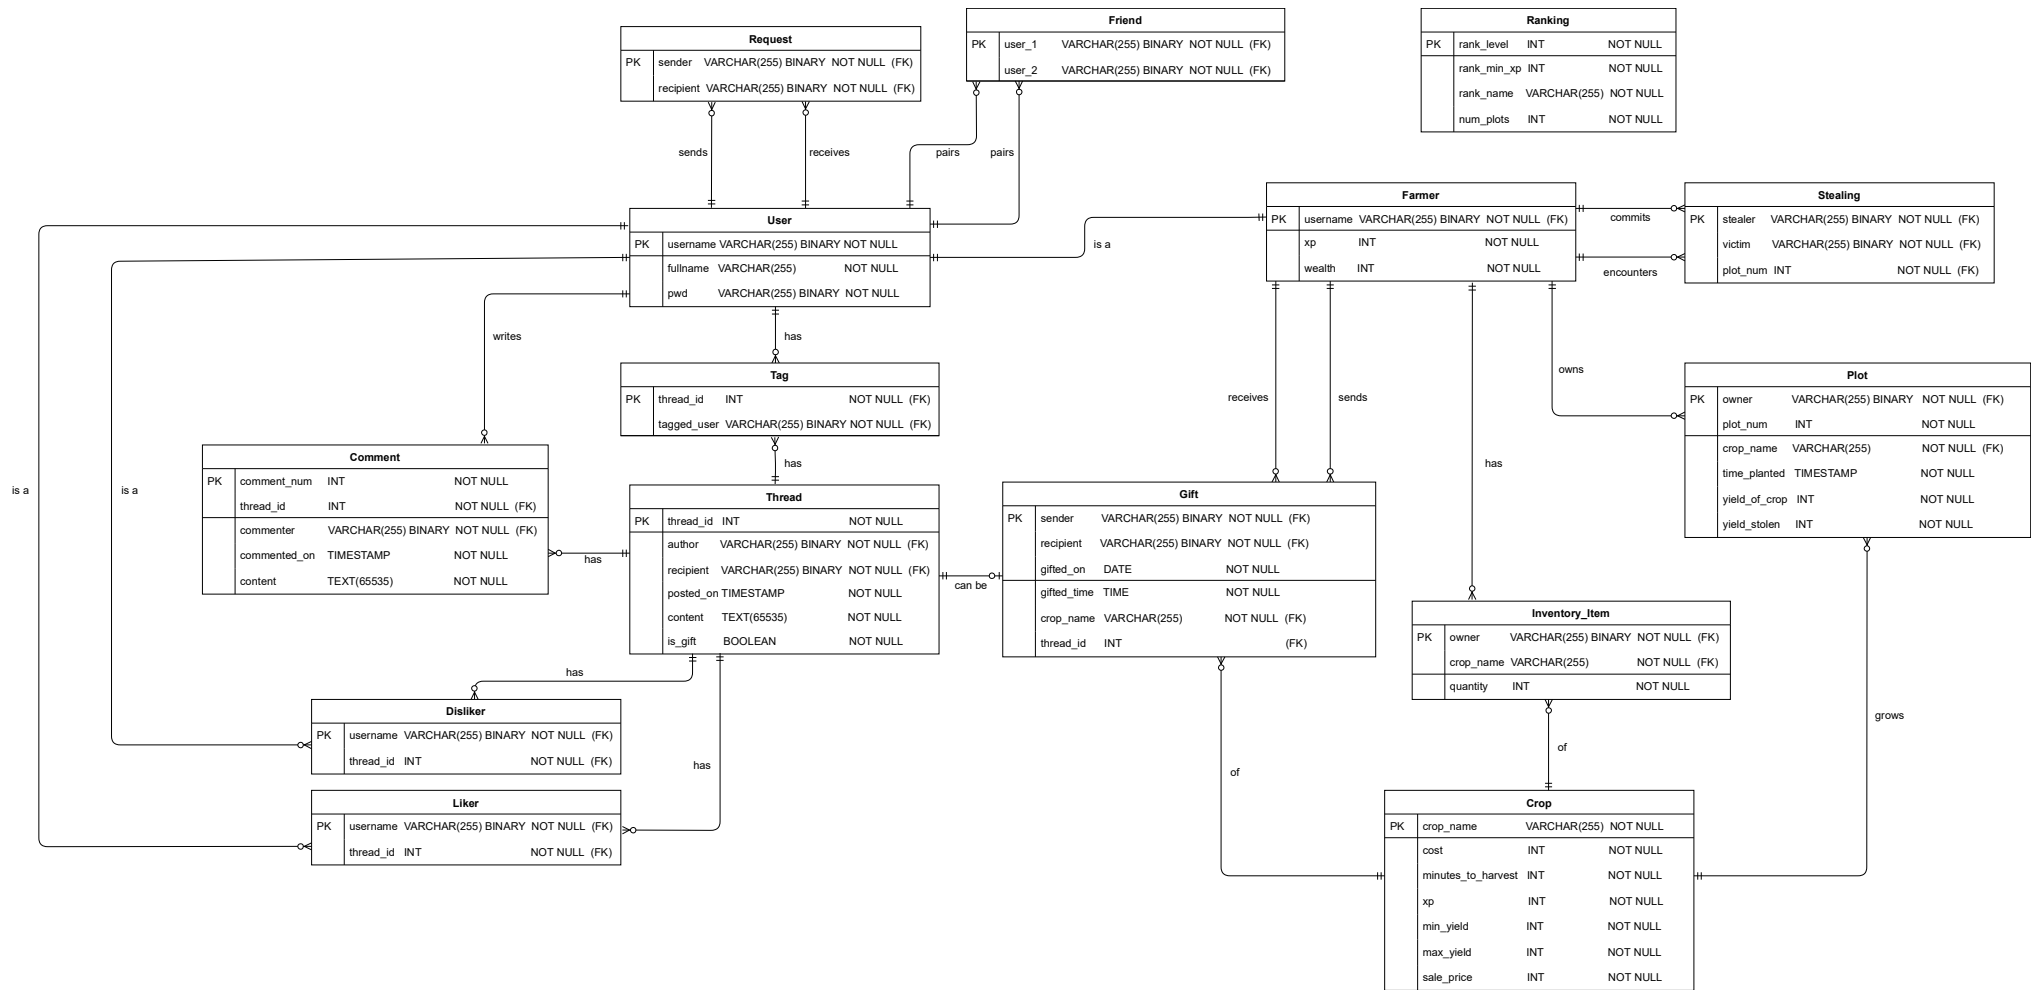 Request
PK sender VARCHAR(255) BINARY NOT NULL (FK)
recipient VARCHAR(255) BINARY NOT NULL (FK)
Friend
PK user_1 VARCHAR(255) BINARY NOT NULL (FK)
user_2 VARCHAR(255) BINARY NOT NULL (FK)
Ranking
PK rank_level INT NOT NULL
rank_min_xp INT NOT NULL
rank_name VARCHAR(255) NOT NULL
num_plots INT NOT NULL
sends
receives
pairs
pairs
User
PK username VARCHAR(255) BINARY NOT NULL
fullname VARCHAR(255) NOT NULL
pwd VARCHAR(255) BINARY NOT NULL
is a
Farmer
PK username VARCHAR(255) BINARY NOT NULL (FK)
xp INT NOT NULL
wealth INT NOT NULL
commits
encounters
Stealing
PK stealer VARCHAR(255) BINARY NOT NULL (FK)
victim VARCHAR(255) BINARY NOT NULL (FK)
plot_num INT NOT NULL (FK)
writes
has
Tag
PK thread_id INT NOT NULL (FK)
tagged_user VARCHAR(255) BINARY NOT NULL (FK)
has
receives
sends
has
owns
Plot
PK owner VARCHAR(255) BINARY NOT NULL (FK)
plot_num INT NOT NULL
crop_name VARCHAR(255) NOT NULL (FK)
time_planted TIMESTAMP NOT NULL
yield_of_crop INT NOT NULL
yield_stolen INT NOT NULL
is a
is a
Comment
PK comment_num INT NOT NULL
thread_id INT NOT NULL (FK)
commenter VARCHAR(255) BINARY NOT NULL (FK)
commented_on TIMESTAMP NOT NULL
content TEXT(65535) NOT NULL
has
Thread
PK thread_id INT NOT NULL
author VARCHAR(255) BINARY NOT NULL (FK)
recipient VARCHAR(255) BINARY NOT NULL (FK)
posted_on TIMESTAMP NOT NULL
content TEXT(65535) NOT NULL
is_gift BOOLEAN NOT NULL
can be
Gift
PK sender VARCHAR(255) BINARY NOT NULL (FK)
recipient VARCHAR(255) BINARY NOT NULL (FK)
gifted_on DATE NOT NULL
gifted_time TIME NOT NULL
crop_name VARCHAR(255) NOT NULL (FK)
thread_id INT (FK)
Inventory_Item
PK owner VARCHAR(255) BINARY NOT NULL (FK)
crop_name VARCHAR(255) NOT NULL (FK)
quantity INT NOT NULL
has
Disliker
PK username VARCHAR(255) BINARY NOT NULL (FK)
thread_id INT NOT NULL (FK)
has
Liker
PK username VARCHAR(255) BINARY NOT NULL (FK)
thread_id INT NOT NULL (FK)
of
of
grows
Crop
PK crop_name VARCHAR(255) NOT NULL
cost INT NOT NULL
minutes_to_harvest INT NOT NULL
xp INT NOT NULL
min_yield INT NOT NULL
max_yield INT NOT NULL
sale_price INT NOT NULL